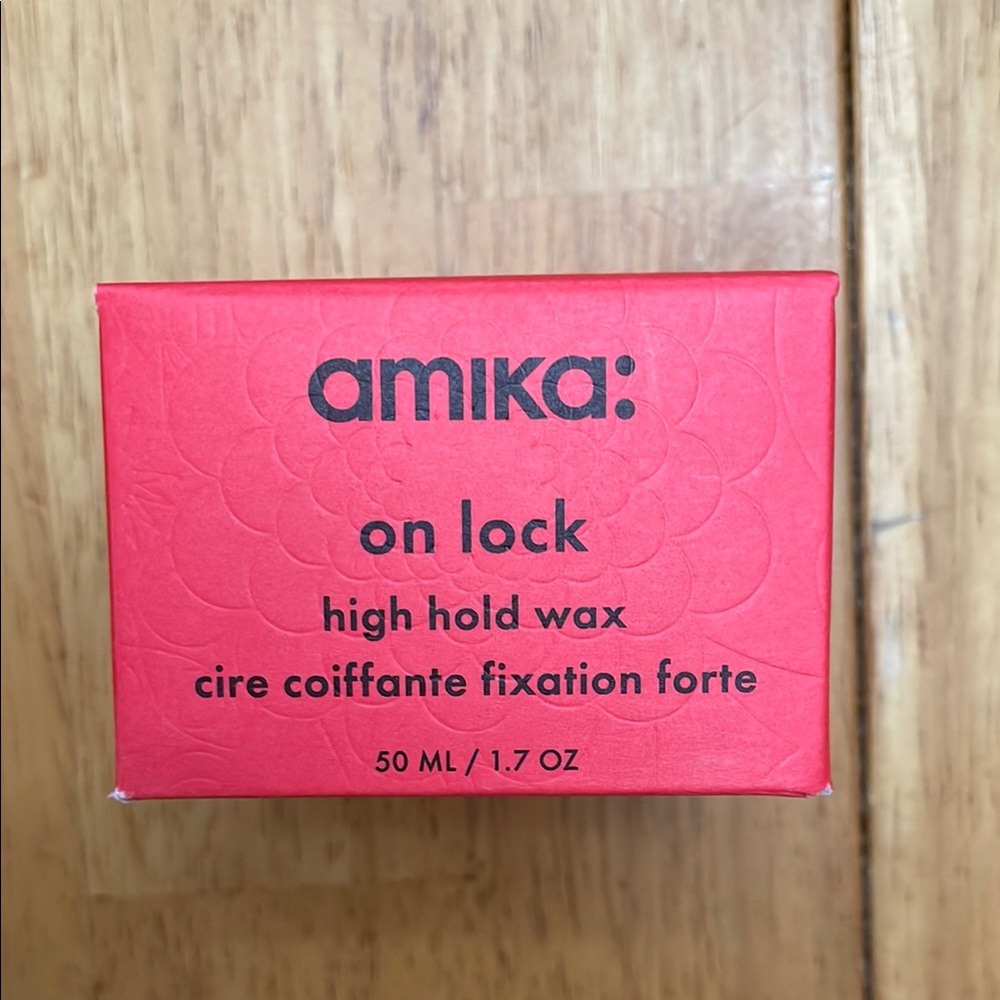 amika:
on lock
high hold wax
cire coiffante fixation forte
50 ML / 1.7 OZ